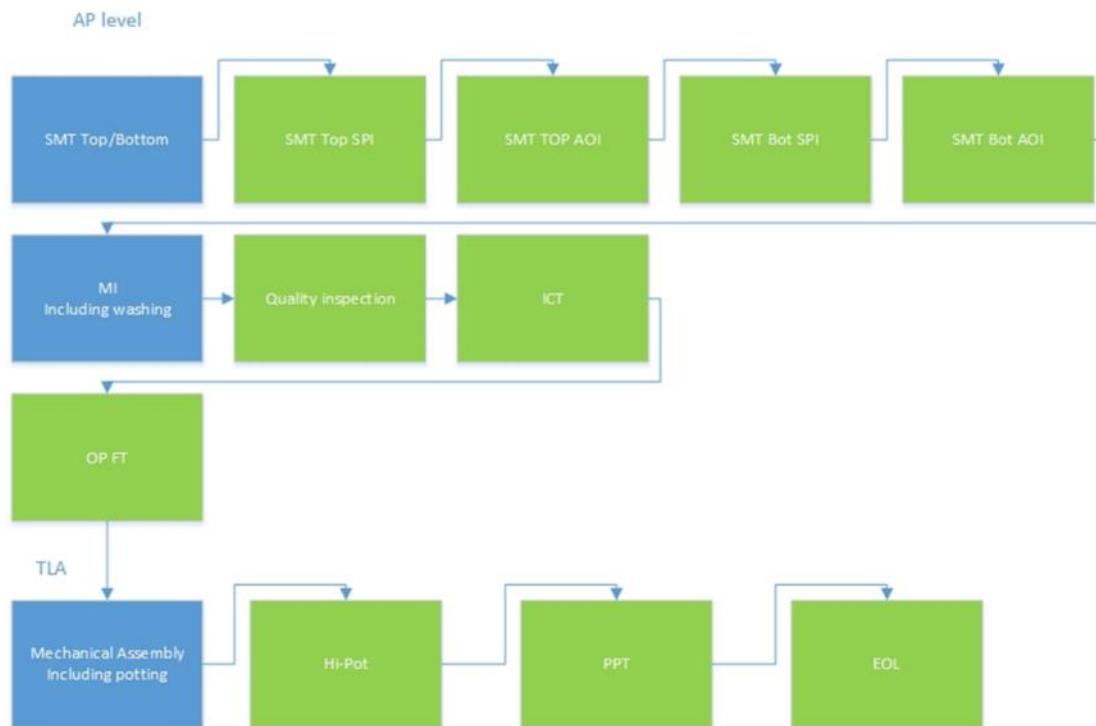 AP level
SMT Top/Bottom
SMT Top SPI
SMT TOP AOI
SMT Bot SPI
SMT Bot AOI
MI
Including washing
Quality inspection
ICT
OP FT
TLA
Mechanical Assembly
Including potting
Hi-Pot
PPT
EOL